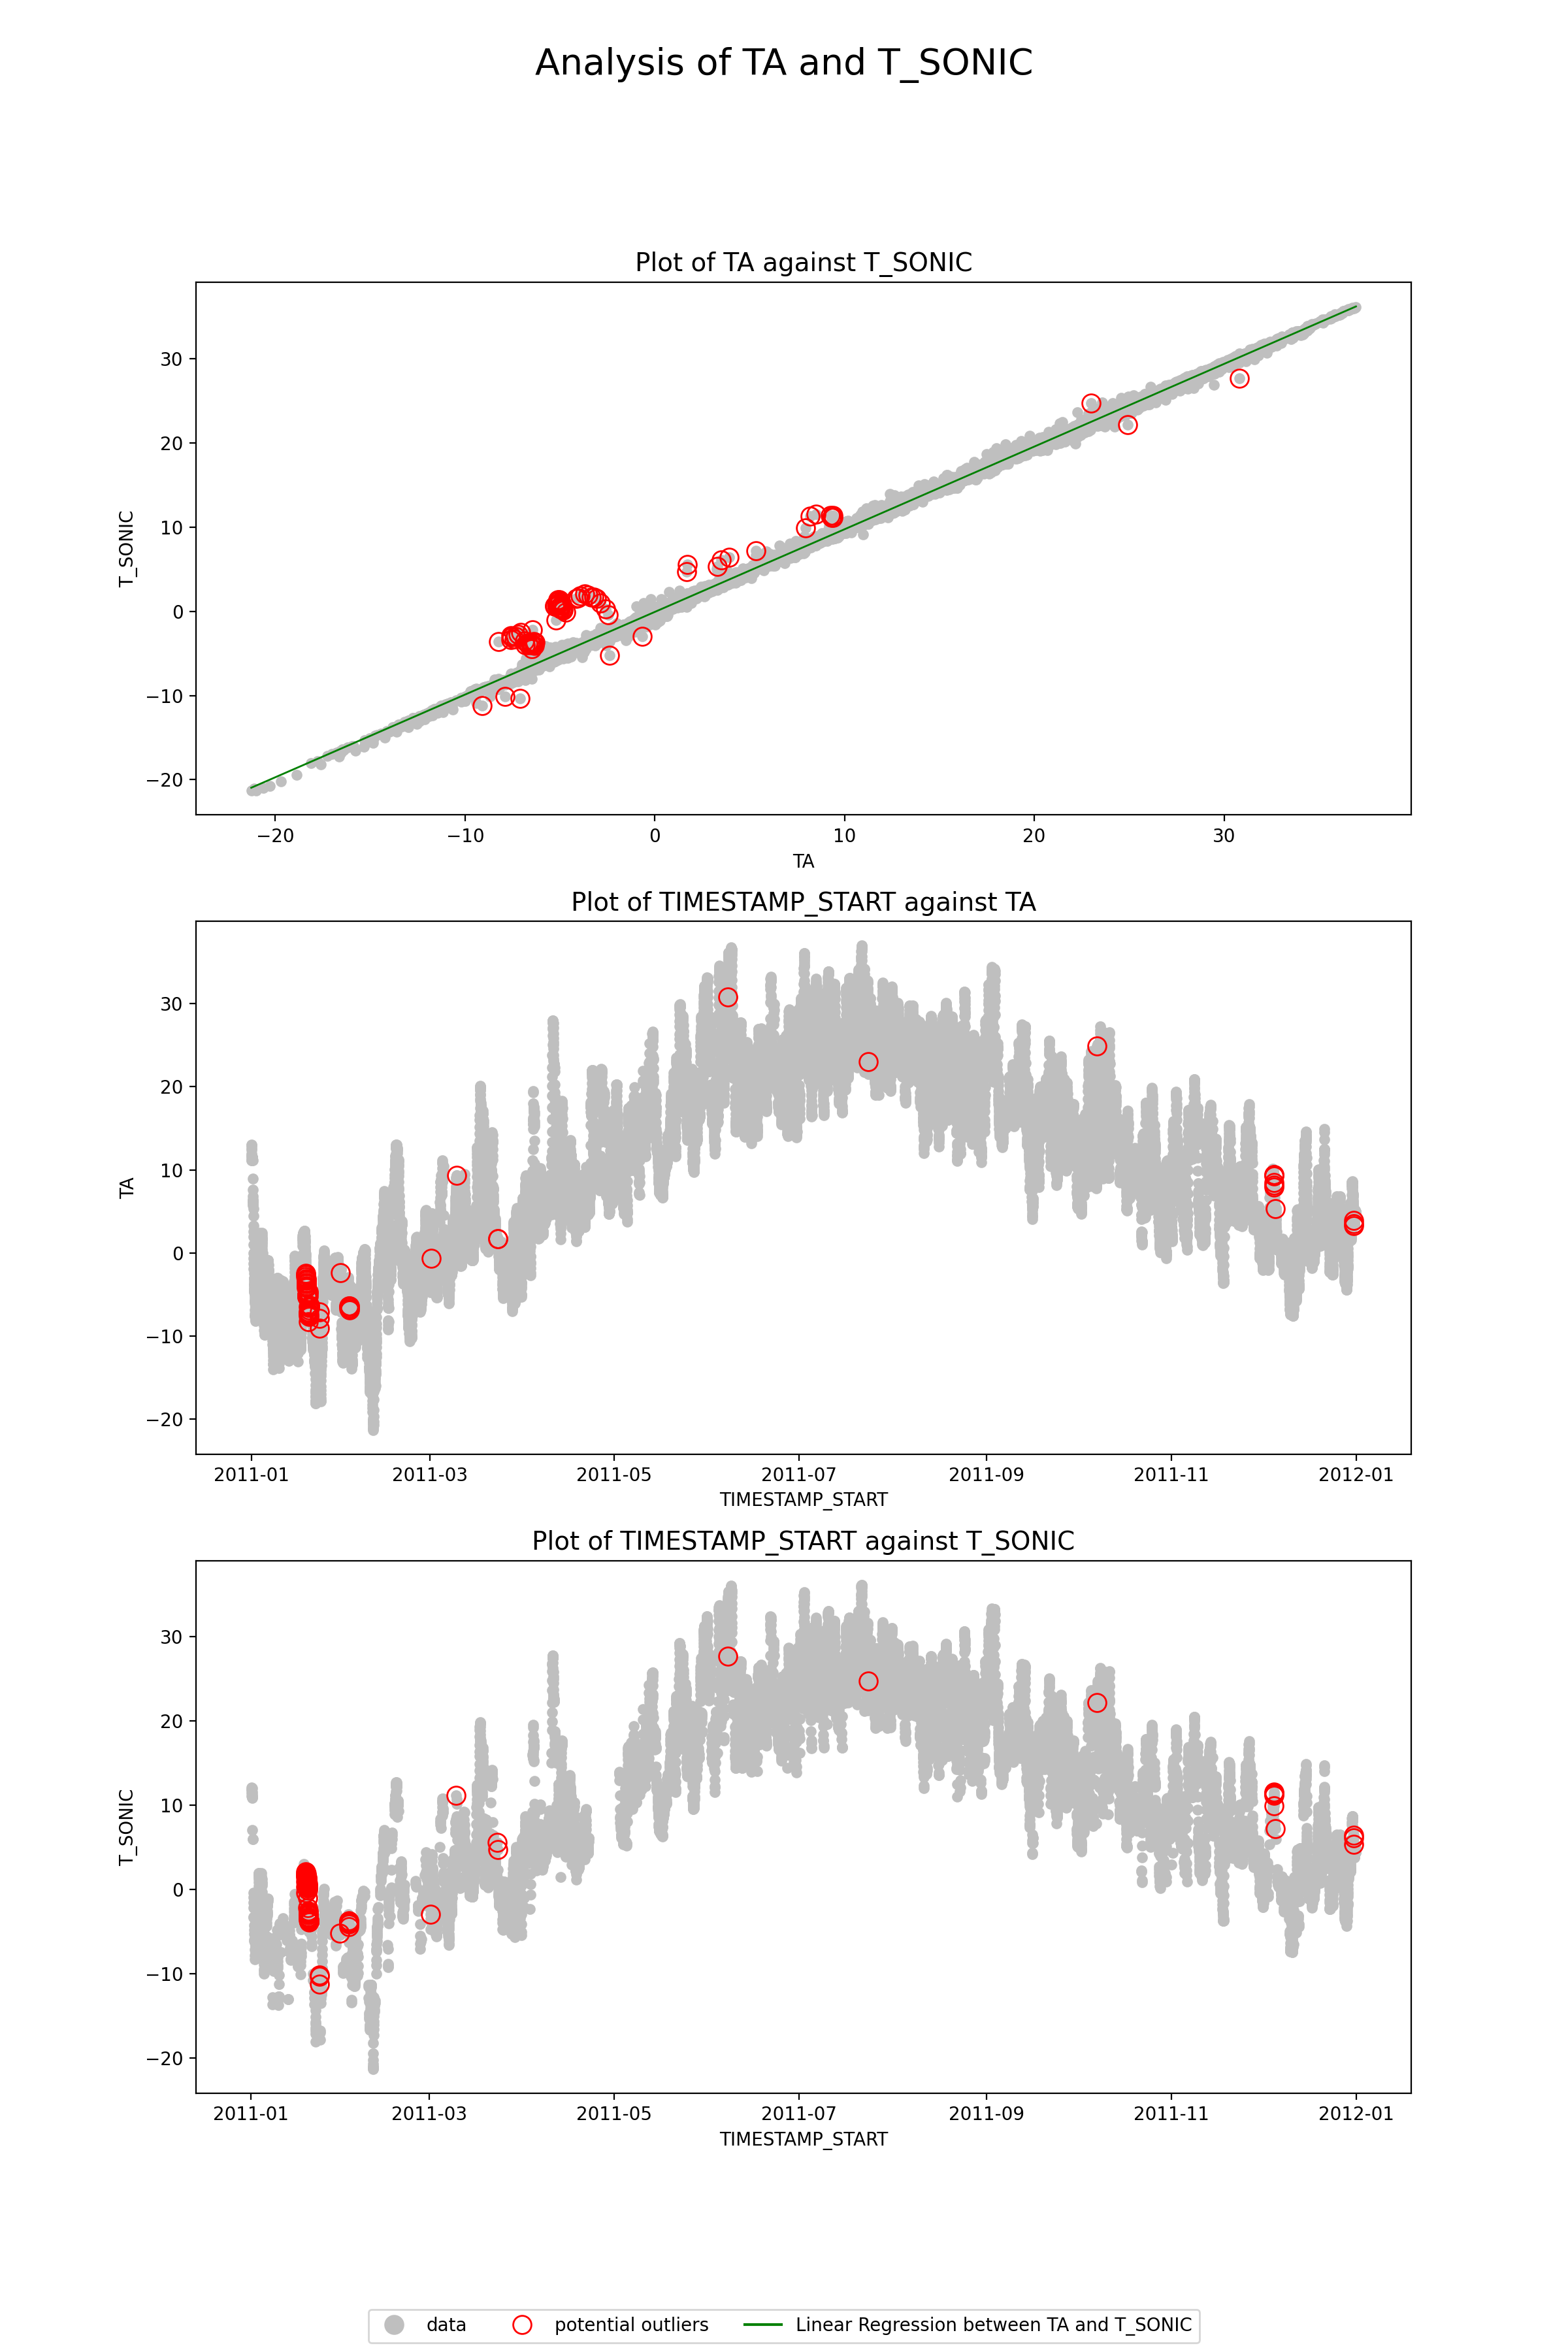 Analysis of TA and T_SONIC
Plot of TA against T_SONIC
30
20
10
0
−10
−20
T_SONIC
−20 −10 0 10 20 30
TA
Plot of TIMESTAMP_START against TA
30
20
10
0
−10
−20
TA
2011-01 2011-03 2011-05 2011-07 2011-09 2011-11 2012-01
TIMESTAMP_START
Plot of TIMESTAMP_START against T_SONIC
30
20
10
0
−10
−20
T_SONIC
2011-01 2011-03 2011-05 2011-07 2011-09 2011-11 2012-01
TIMESTAMP_START
data potential outliers Linear Regression between TA and T_SONIC